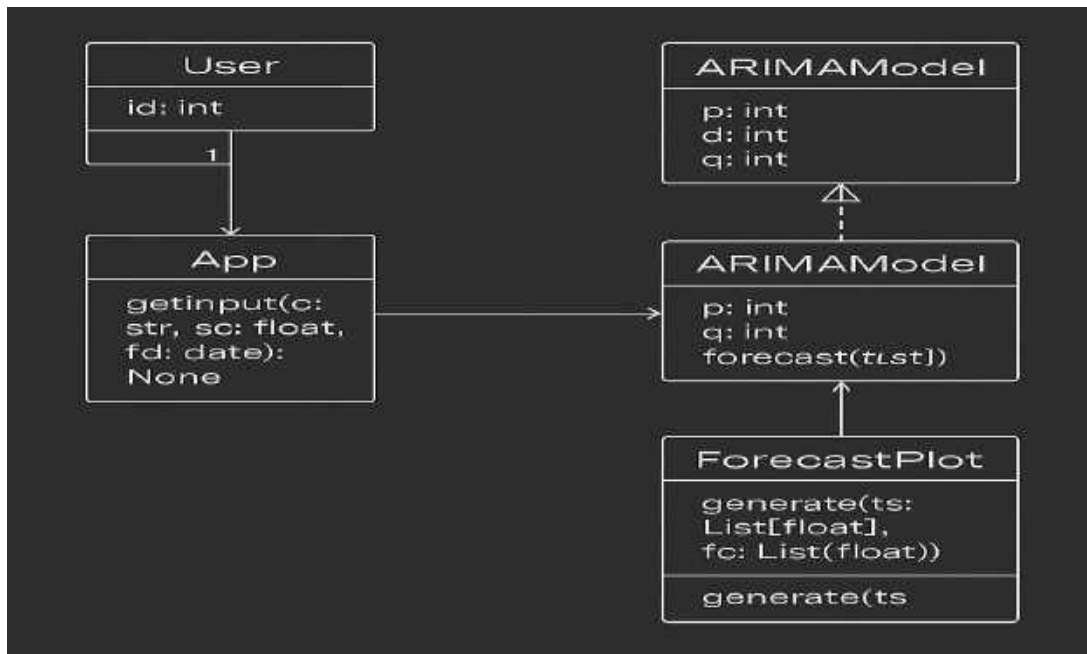 User
id: int
1
App
getinput(c:
str, sc: float,
fd: date):
None
ARIMAModel
p: int
d: int
q: int
ARIMAModel
p: int
q: int
forecast(tLst])
ForecastPlot
generate(ts:
List[float],
fc: List(float))
generate(ts